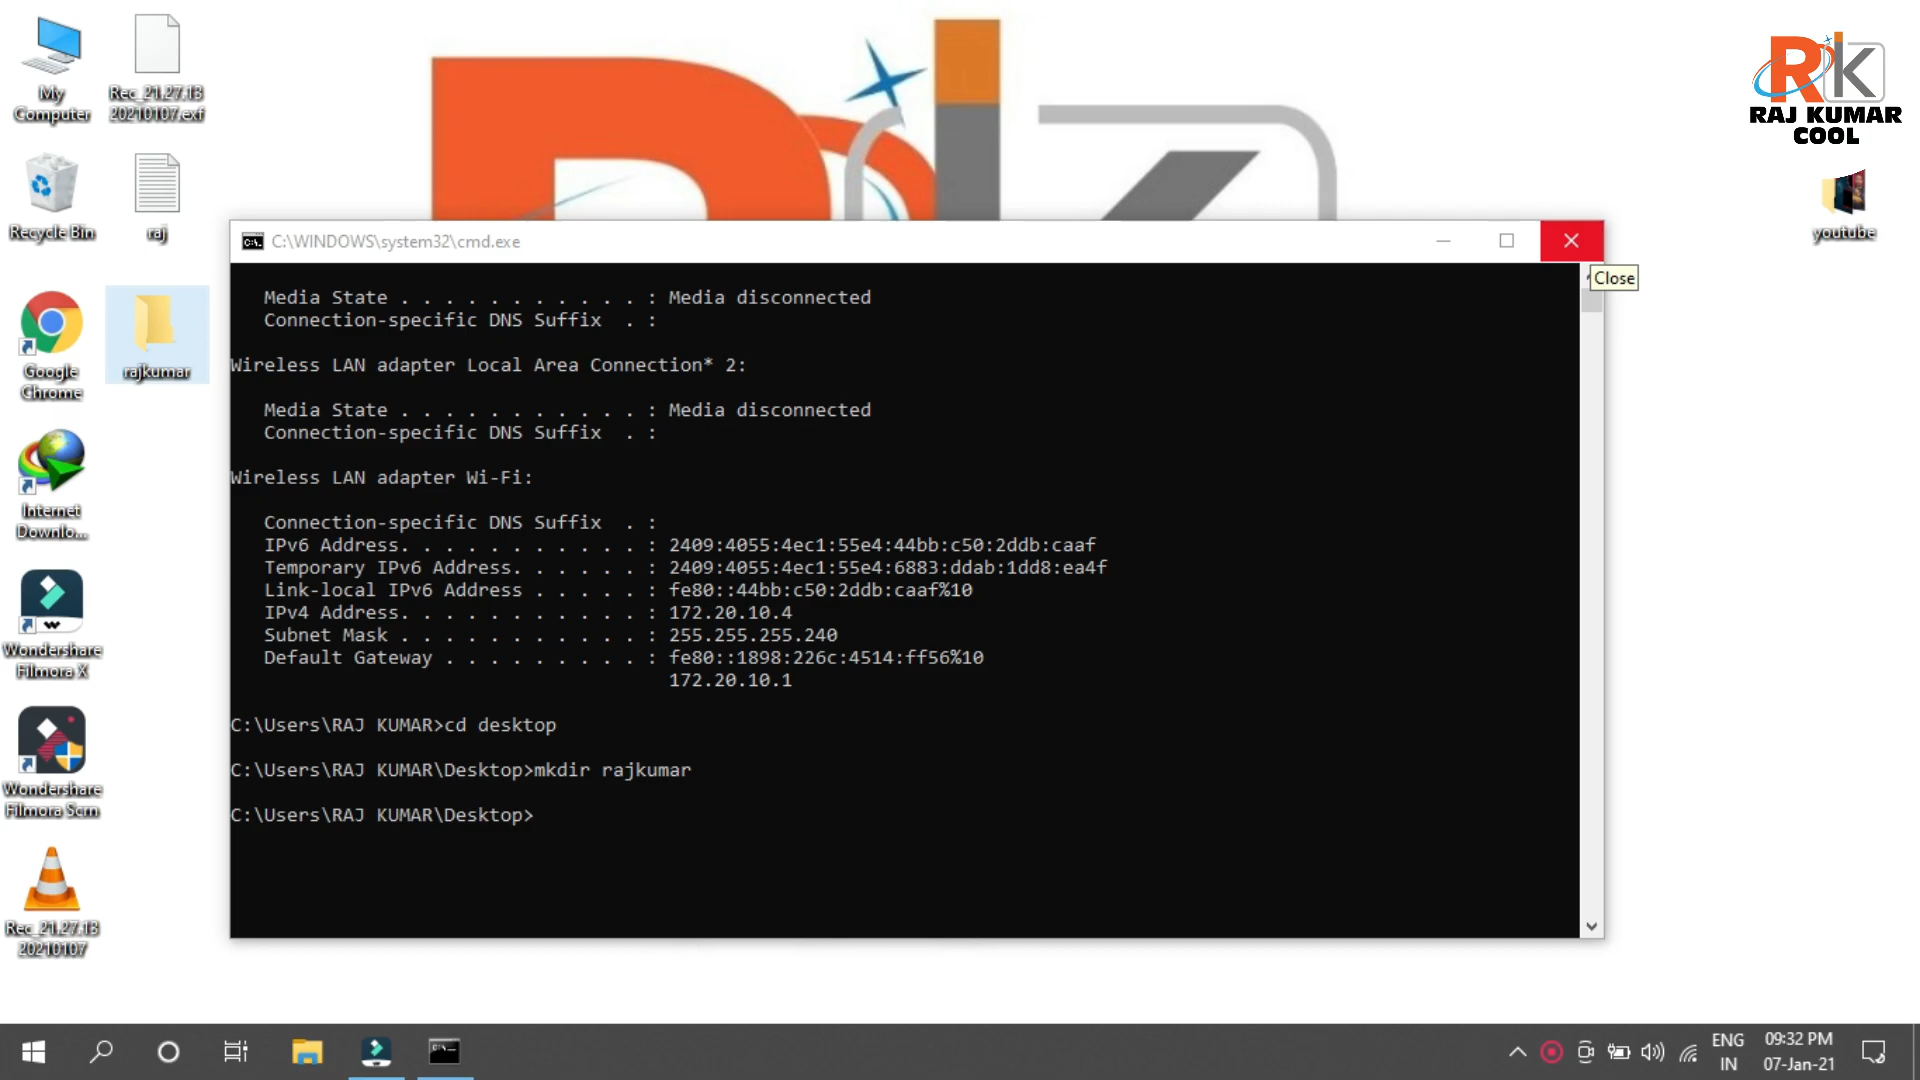 My
Computer
Rec_21.27.13
20210107.exf
Recycle Bin
raj
Google
Chrome
rajkumar
Internet
Downlo...
Wondershare
Filmora X
Wondershare
Filmora Scrn
Rec_21.27.13
20210107
RK
RAJ KUMAR
COOL
youtube
C:\WINDOWS\system32\cmd.exe
Close
Media State . . . . . . . . . . . : Media disconnected
Connection-specific DNS Suffix  . :
Wireless LAN adapter Local Area Connection* 2:
Media State . . . . . . . . . . . : Media disconnected
Connection-specific DNS Suffix  . :
Wireless LAN adapter Wi-Fi:
Connection-specific DNS Suffix  . :
IPv6 Address. . . . . . . . . . . : 2409:4055:4ec1:55e4:44bb:c50:2ddb:caaf
Temporary IPv6 Address. . . . . . : 2409:4055:4ec1:55e4:6883:ddab:1dd8:ea4f
Link-local IPv6 Address . . . . . : fe80::44bb:c50:2ddb:caaf%10
IPv4 Address. . . . . . . . . . . : 172.20.10.4
Subnet Mask . . . . . . . . . . . : 255.255.255.240
Default Gateway . . . . . . . . . : fe80::1898:226c:4514:ff56%10
172.20.10.1
C:\Users\RAJ KUMAR>cd desktop
C:\Users\RAJ KUMAR\Desktop>mkdir rajkumar
C:\Users\RAJ KUMAR\Desktop>
ENG
IN
09:32 PM
07-Jan-21